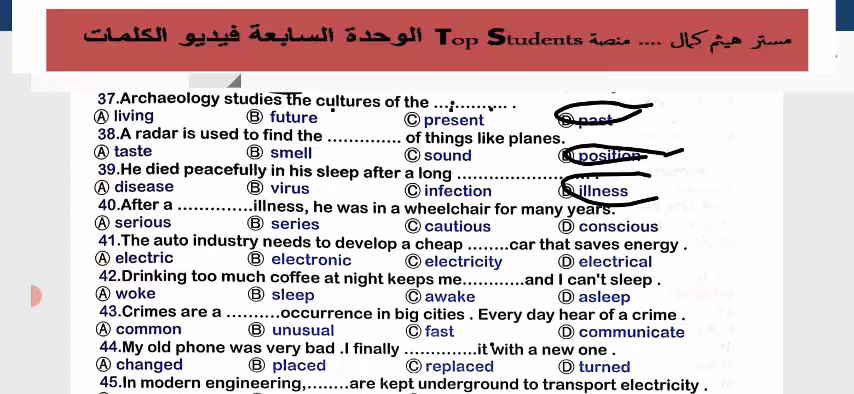 مستر هيثم كمال .... منصة Top Students الوحدة السابعة فيديو الكلمات
37.Archaeology studies the cultures of the ............. .
Ⓐ living Ⓑ future Ⓒ present Ⓓ past
38.A radar is used to find the .............. of things like planes.
Ⓐ taste Ⓑ smell Ⓒ sound Ⓓ position
39.He died peacefully in his sleep after a long .......................... .
Ⓐ disease Ⓑ virus Ⓒ infection Ⓓ illness
40.After a ..............illness, he was in a wheelchair for many years.
Ⓐ serious Ⓑ series Ⓒ cautious Ⓓ conscious
41.The auto industry needs to develop a cheap ........car that saves energy .
Ⓐ electric Ⓑ electronic Ⓒ electricity Ⓓ electrical
42.Drinking too much coffee at night keeps me............and I can't sleep .
Ⓐ woke Ⓑ sleep Ⓒ awake Ⓓ asleep
43.Crimes are a ..........occurrence in big cities . Every day hear of a crime .
Ⓐ common Ⓑ unusual Ⓒ fast Ⓓ communicate
44.My old phone was very bad .I finally ..............it with a new one .
Ⓐ changed Ⓑ placed Ⓒ replaced Ⓓ turned
45.In modern engineering,........are kept underground to transport electricity .